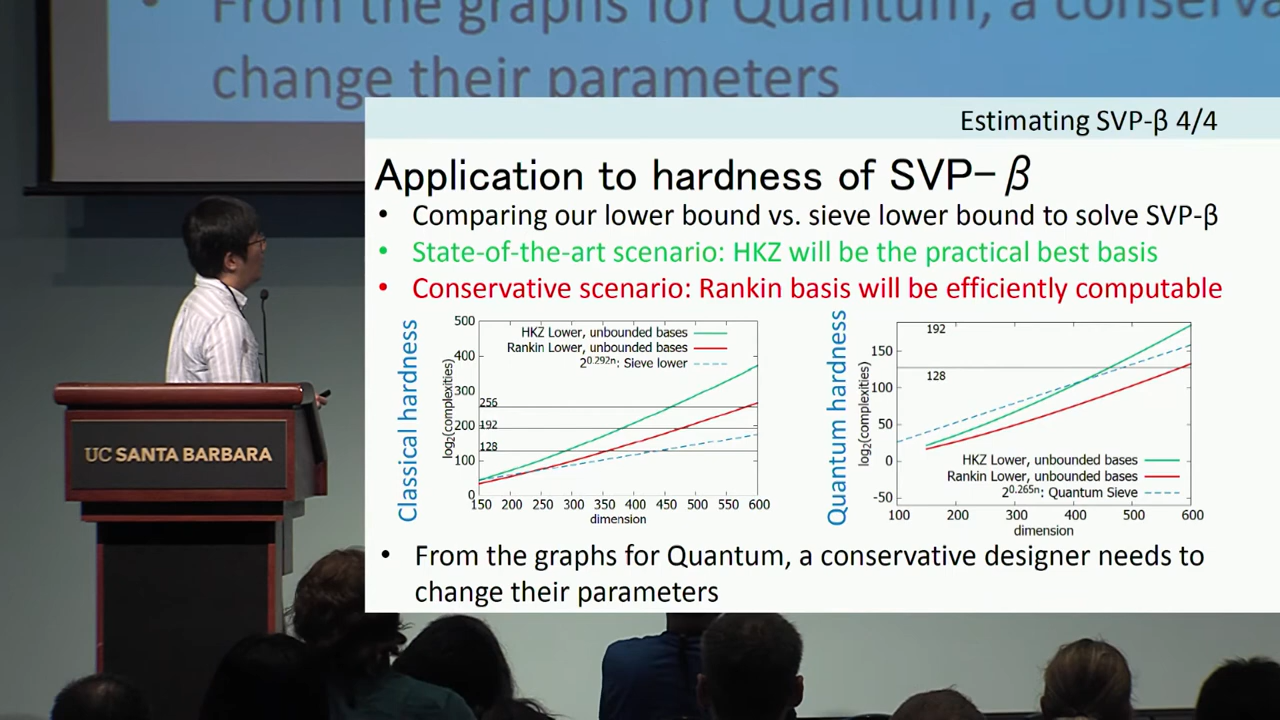 From the graphs for Quantum, a conserva
change their parameters
Estimating SVP-β 4/4
Application to hardness of SVP-β
• Comparing our lower bound vs. sieve lower bound to solve SVP-β
• State-of-the-art scenario: HKZ will be the practical best basis
• Conservative scenario: Rankin basis will be efficiently computable
Classical hardness
log₂(complexities)
500
400
300
200
100
0
256
192
128
HKZ Lower, unbounded bases
Rankin Lower, unbounded bases
2^0.292n: Sieve lower
150 200 250 300 350 400 450 500 550 600
dimension
Quantum hardness
log₂(complexities)
150
100
50
0
-50
192
128
HKZ Lower, unbounded bases
Rankin Lower, unbounded bases
2^0.265n: Quantum Sieve
100 200 300 400 500 600
dimension
• From the graphs for Quantum, a conservative designer needs to
change their parameters
UC SANTA BARBARA